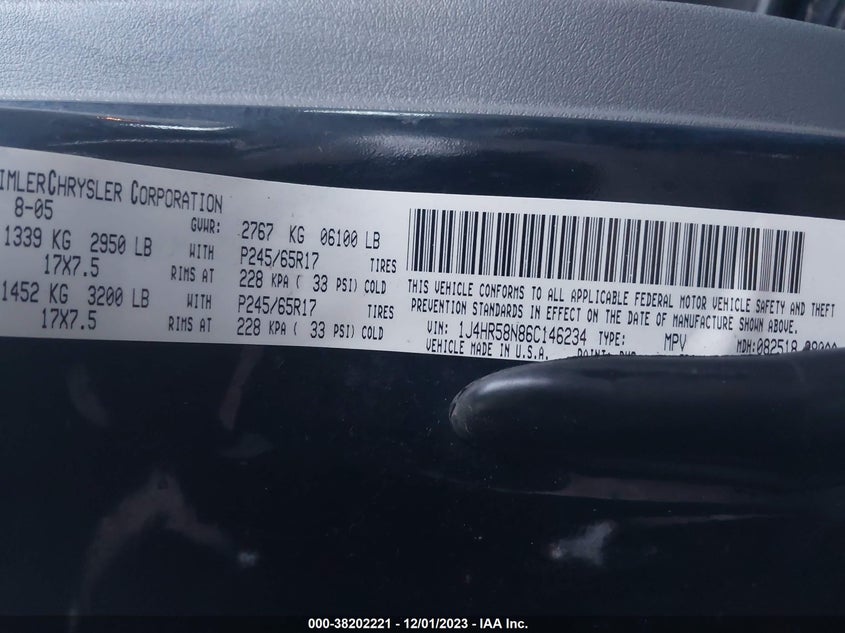 IMLERCHRYSLER CORPORATION
8-05 GVWR: 2767 KG 06100 LB
1339 KG 2950 LB WITH P245/65R17 TIRES
17X7.5 RIMS AT 228 KPA ( 33 PSI) COLD
1452 KG 3200 LB WITH P245/65R17 TIRES
17X7.5 RIMS AT 228 KPA ( 33 PSI) COLD
THIS VEHICLE CONFORMS TO ALL APPLICABLE FEDERAL MOTOR VEHICLE SAFETY AND THEFT
PREVENTION STANDARDS IN EFFECT ON THE DATE OF MANUFACTURE SHOWN ABOVE.
VIN: 1J4HR58N86C146234 TYPE: MPV MDH:082518
VEHICLE MADE IN U.S.A.
000-38202221 - 12/01/2023 - IAA Inc.